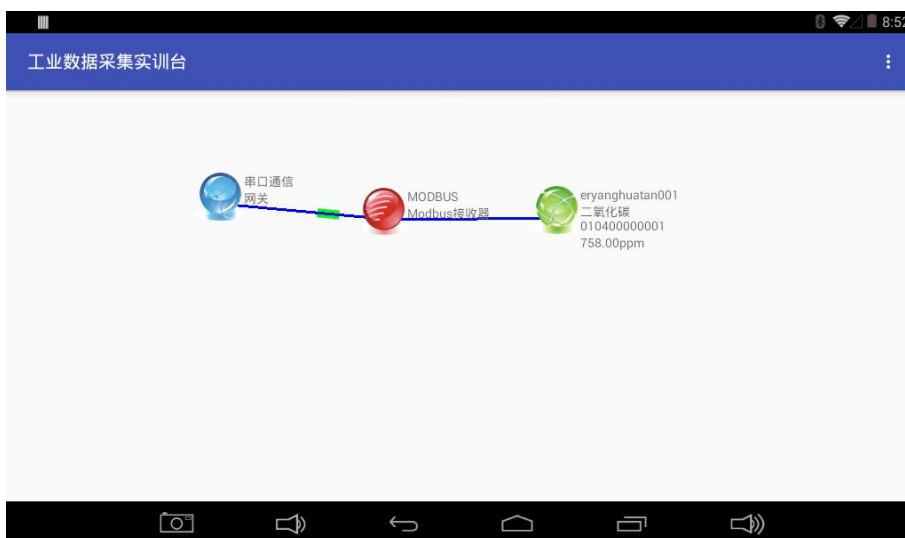 8:52
工业数据采集实训台
串口通信
网关
MODBUS
Modbus接收器
eryanghuatan001
二氧化碳
010400000001
758.00ppm